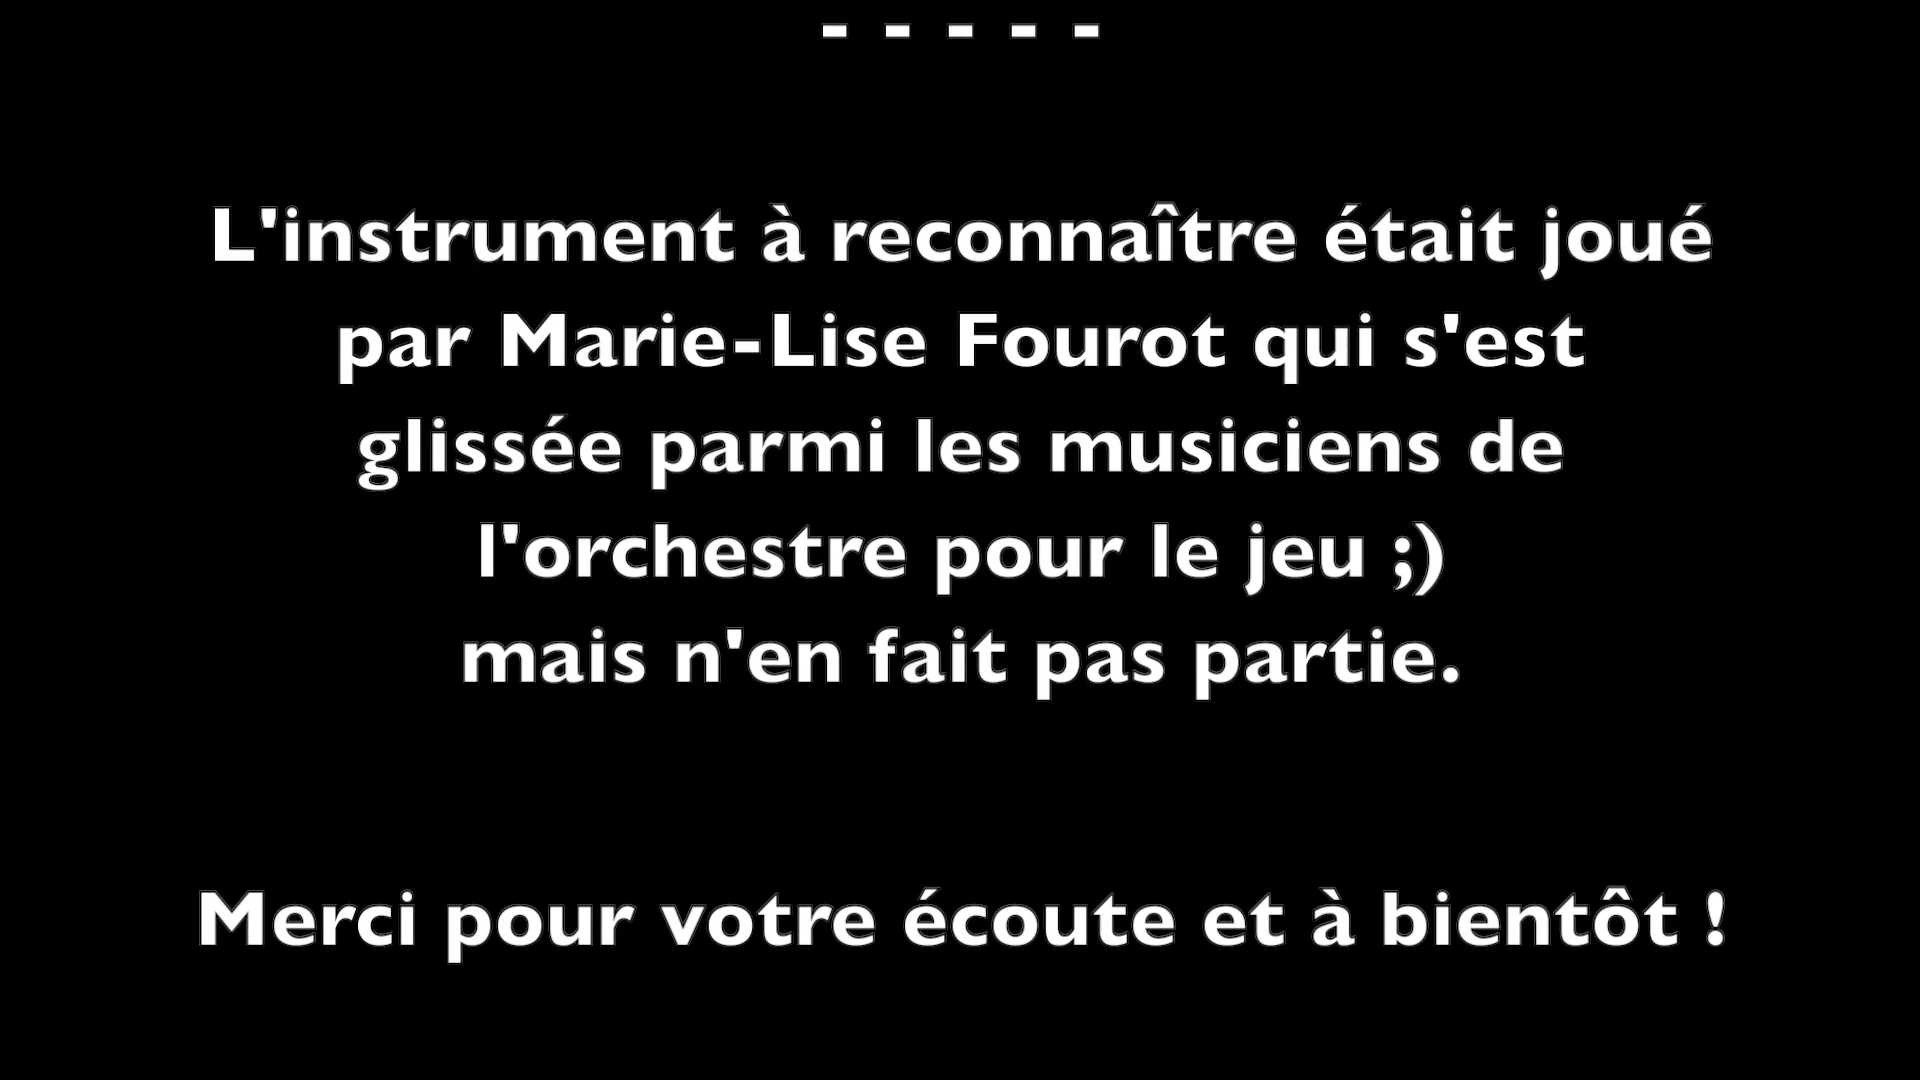 - - - - -
L'instrument à reconnaître était joué
par Marie-Lise Fourot qui s'est
glissée parmi les musiciens de
l'orchestre pour le jeu ;)
mais n'en fait pas partie.
Merci pour votre écoute et à bientôt !